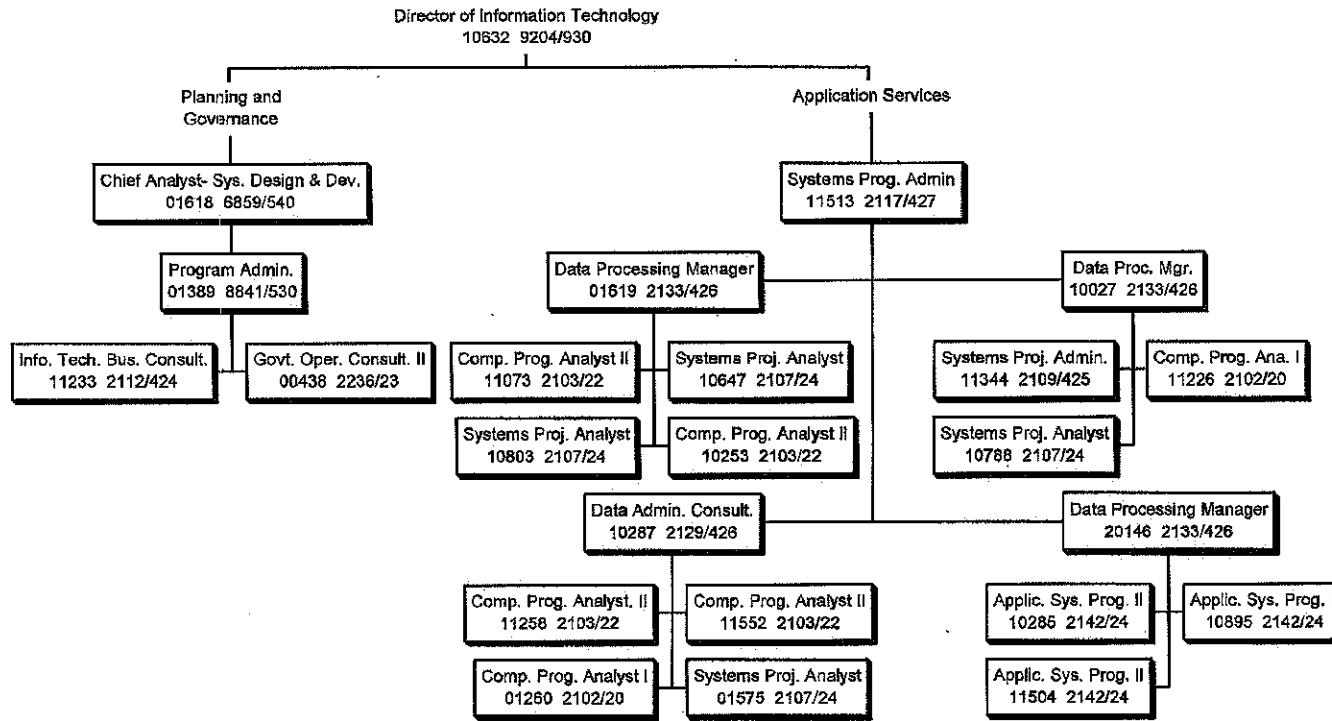 Director of Information Technology
10632 9204/930
Planning and
Governance
Application Services
Chief Analyst- Sys. Design & Dev.
01618 6859/540
Systems Prog. Admin
11513 2117/427
Program Admin.
01389 8841/530
Data Processing Manager
01619 2133/426
Data Proc. Mgr.
10027 2133/426
Info. Tech. Bus. Consult.
11233 2112/424
Govt. Oper. Consult. II
00438 2236/23
Comp. Prog. Analyst II
11073 2103/22
Systems Proj. Analyst
10647 2107/24
Systems Proj. Admin.
11344 2109/425
Comp. Prog. Ana. I
11226 2102/20
Systems Proj. Analyst
10803 2107/24
Comp. Prog. Analyst II
10253 2103/22
Systems Proj. Analyst
10788 2107/24
Data Admin. Consult.
10287 2129/426
Data Processing Manager
20146 2133/426
Comp. Prog. Analyst. II
11258 2103/22
Comp. Prog. Analyst II
11552 2103/22
Applic. Sys. Prog. II
10286 2142/24
Applic. Sys. Prog.
10895 2142/24
Comp. Prog. Analyst I
01260 2102/20
Systems Proj. Analyst
01575 2107/24
Applic. Sys. Prog. II
11504 2142/24